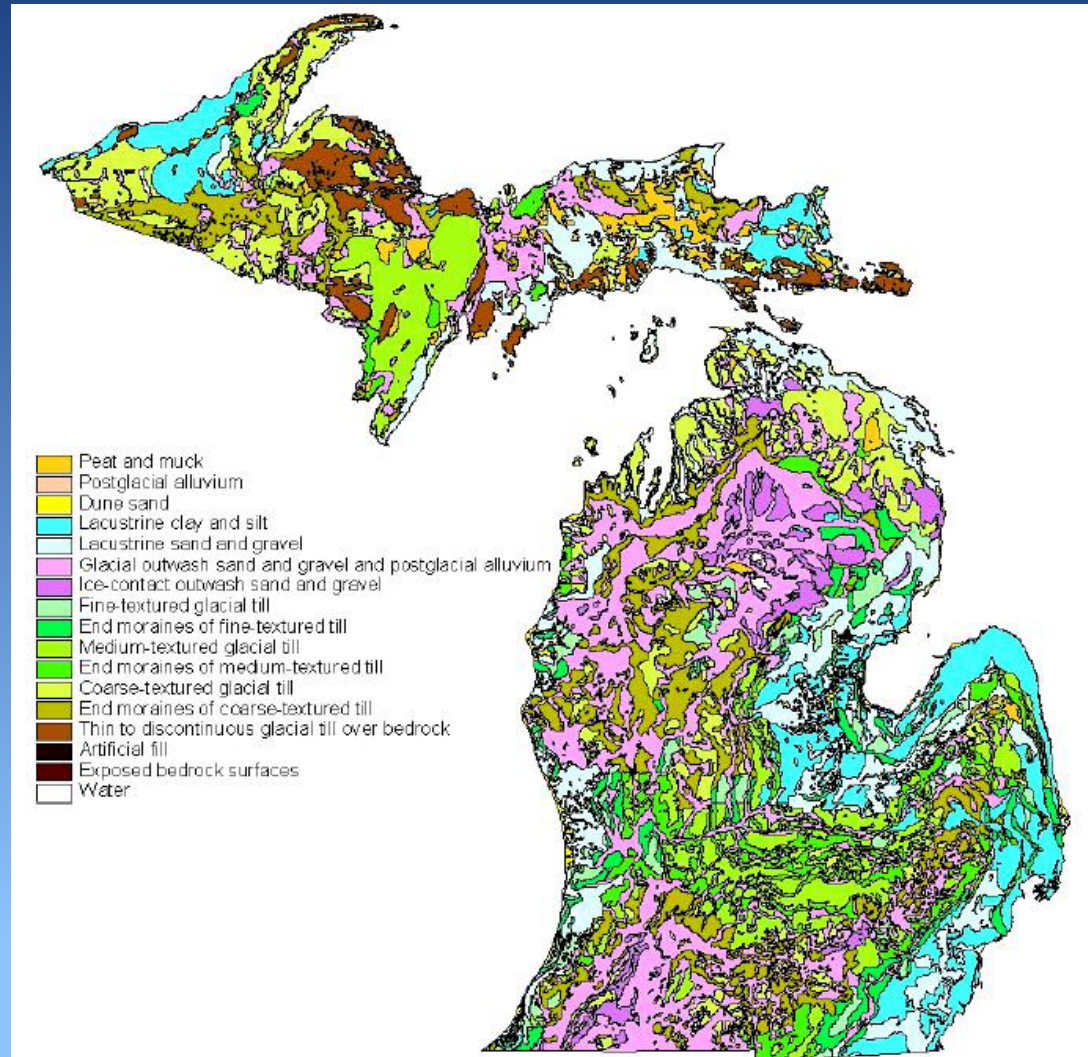 Peat and muck
Postglacial alluvium
Dune sand
Lacustrine clay and silt
Lacustrine sand and gravel
Glacial outwash sand and gravel and postglacial alluvium
Ice-contact outwash sand and gravel
Fine-textured glacial till
End moraines of fine-textured till
Medium-textured glacial till
End moraines of medium-textured till
Coarse-textured glacial till
End moraines of coarse-textured till
Thin to discontinuous glacial till over bedrock
Artificial fill
Exposed bedrock surfaces
Water